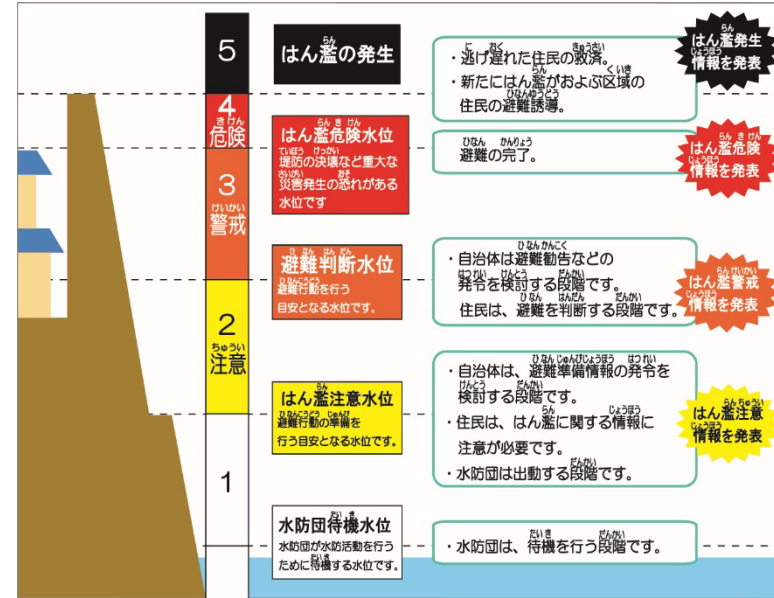 5
はん濫の発生
・逃げ遅れた住民の救済。
・新たにはん濫がおよぶ区域の
住民の避難誘導。
はん濫発生
情報を発表
4
危険
はん濫危険水位
堤防の決壊など重大な
災害発生の恐れがある
水位です
避難の完了。
はん濫危険
情報を発表
3
警戒
避難判断水位
避難行動を行う
目安となる水位です。
・自治体は避難勧告などの
発令を検討する段階です。
住民は、避難を判断する段階です。
はん濫警戒
情報を発表
2
注意
はん濫注意水位
避難行動の準備を
行う目安となる水位です。
・自治体は、避難準備情報の発令を
検討する段階です。
・住民は、はん濫に関する情報に
注意が必要です。
・水防団は出動する段階です。
はん濫注意
情報を発表
1
水防団待機水位
水防団が水防活動を行う
ために待機する水位です。
・水防団は、待機を行う段階です。